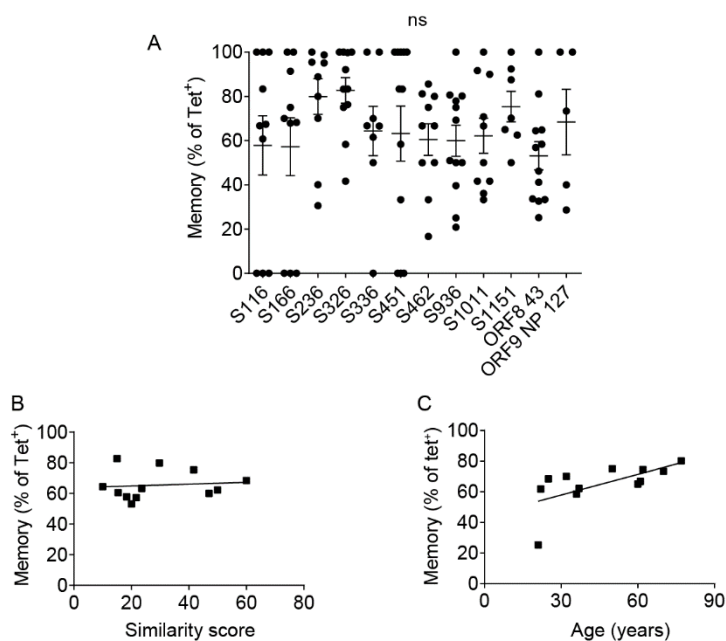 ns
A
Memory (% of Tet⁺)
100
80
60
40
20
0
S116
S166
S236
S326
S336
S451
S462
S936
S1011
S1151
ORF8 43
ORF9 NP 127
B
Memory (% of Tet⁺)
100
80
60
40
20
0
0 20 40 60 80
Similarity score
C
Memory (% of tet⁺)
100
80
60
40
20
0
0 30 60 90
Age (years)